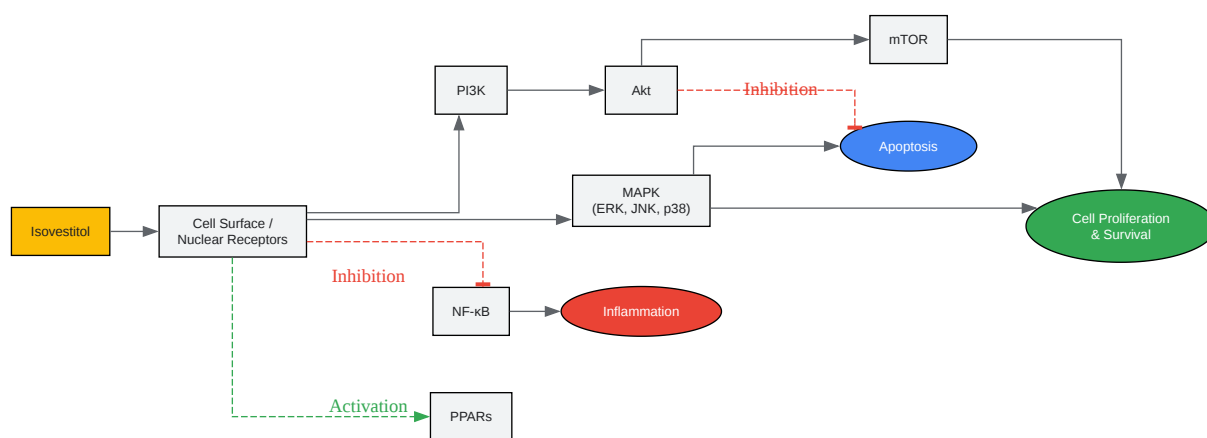 mTOR
PI3K
Akt
Inhibition
Apoptosis
MAPK
(ERK, JNK, p38)
Isovestitol
Cell Surface /
Nuclear Receptors
Cell Proliferation
& Survival
Inhibition
NF-κB
Inflammation
Activation
PPARs